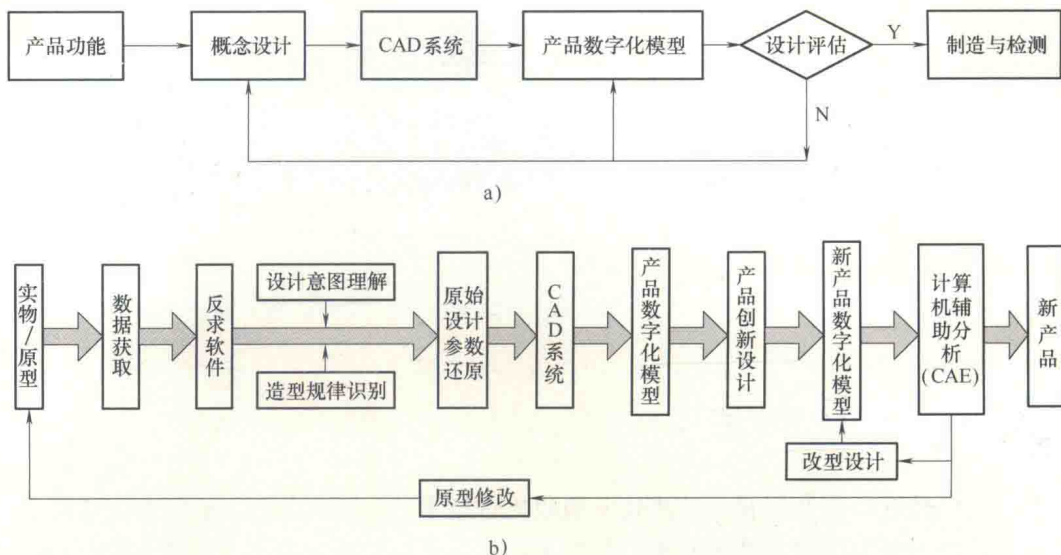 产品功能
概念设计
CAD系统
产品数字化模型
设计评估
Y
制造与检测
N
a)
实物/原型
数据获取
反求软件
设计意图理解
造型规律识别
原始
设计
参数
还原
CAD系统
产品数字化模型
产品创新设计
新产品数字化模型
计算
机辅
助分
析
(CAE)
新产品
改型设计
原型修改
b)